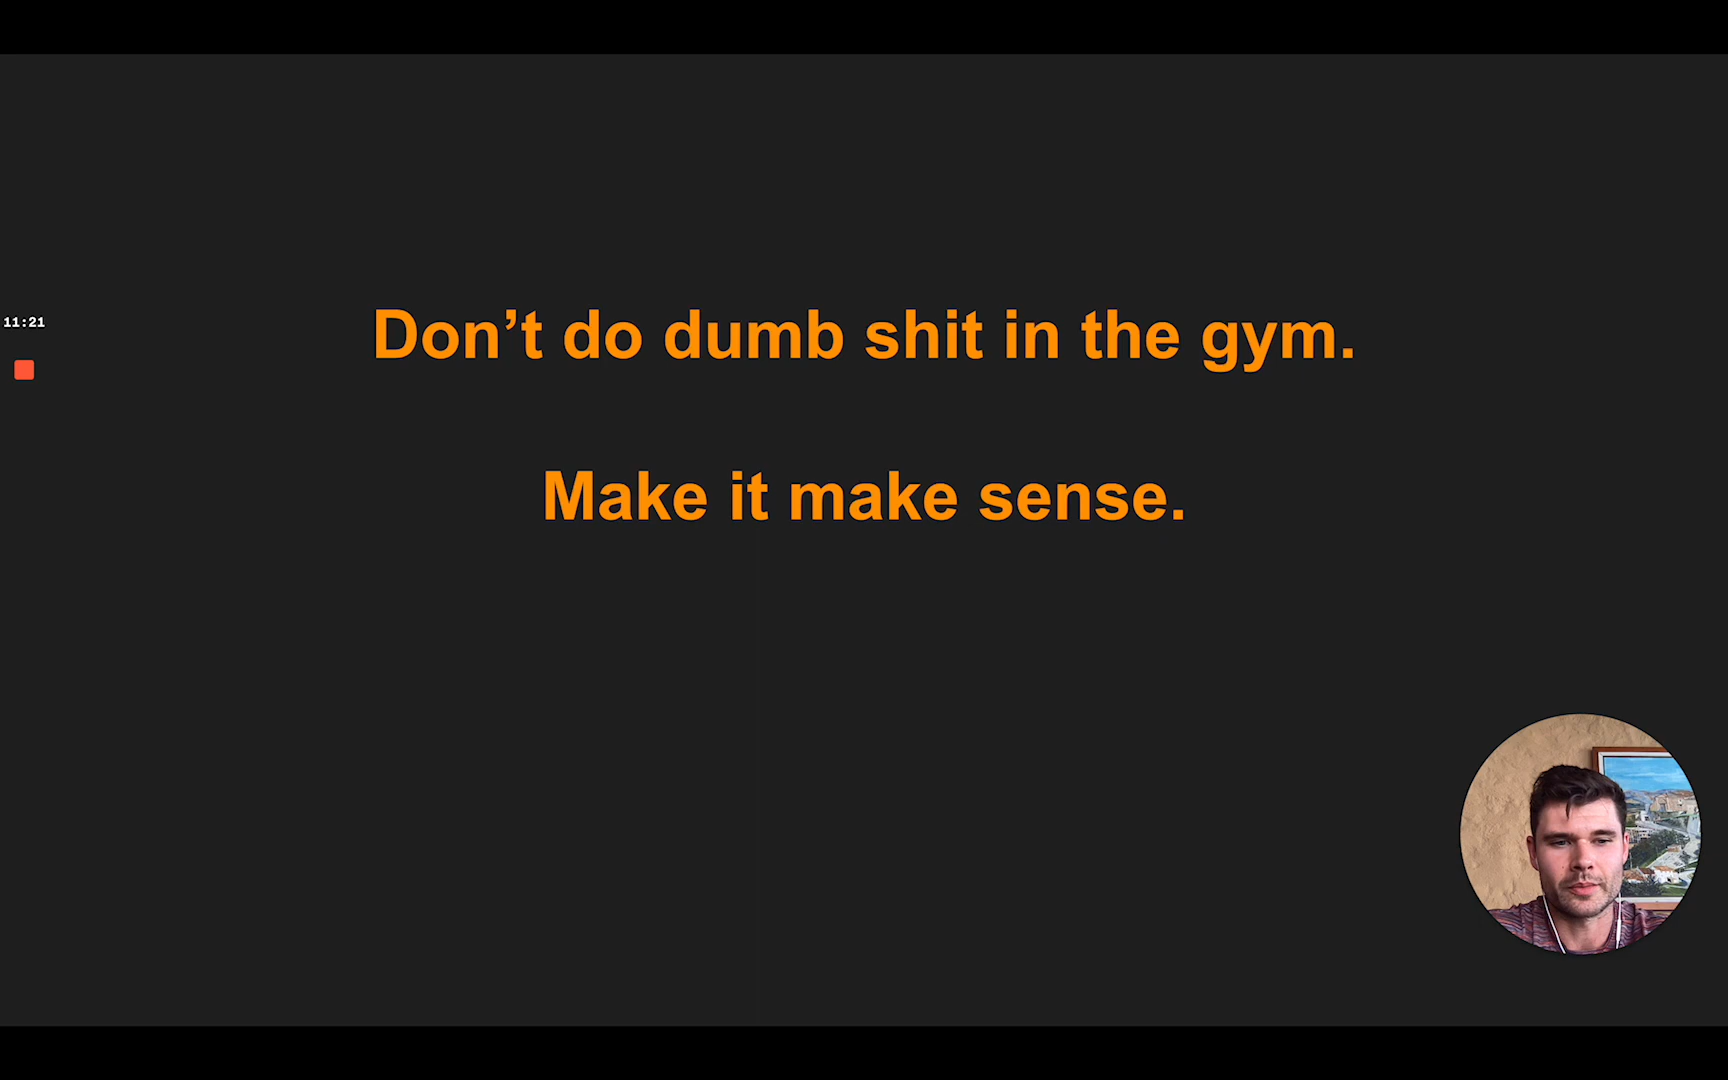 11:21
Don’t do dumb shit in the gym.
Make it make sense.